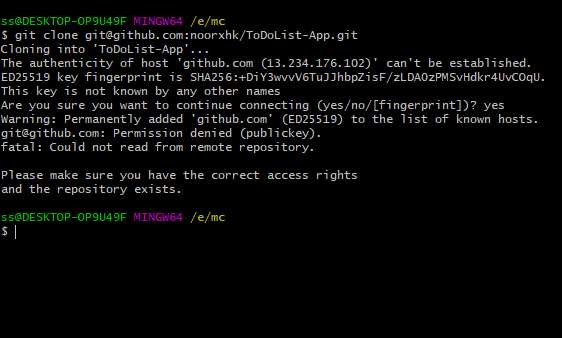 ss@DESKTOP-OP9U49F MINGW64 /e/mc
$ git clone git@github.com:noorxhk/ToDoList-App.git
Cloning into 'ToDoList-App'...
The authenticity of host 'github.com (13.234.176.102)' can't be established.
ED25519 key fingerprint is SHA256:+DiY3wvvV6TuJJhbpZisF/zLDA0zPMSvHdkr4UvCOqU.
This key is not known by any other names
Are you sure you want to continue connecting (yes/no/[fingerprint])? yes
Warning: Permanently added 'github.com' (ED25519) to the list of known hosts.
git@github.com: Permission denied (publickey).
fatal: Could not read from remote repository.
Please make sure you have the correct access rights
and the repository exists.
ss@DESKTOP-OP9U49F MINGW64 /e/mc
$